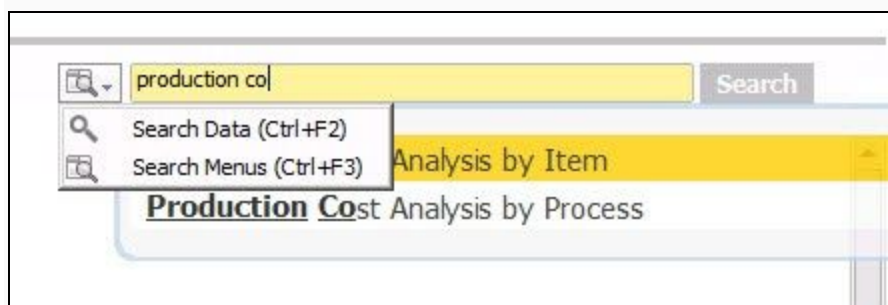 production co
Search
Search Data (Ctrl+F2)
Search Menus (Ctrl+F3)
Analysis by Item
Production Cost Analysis by Process